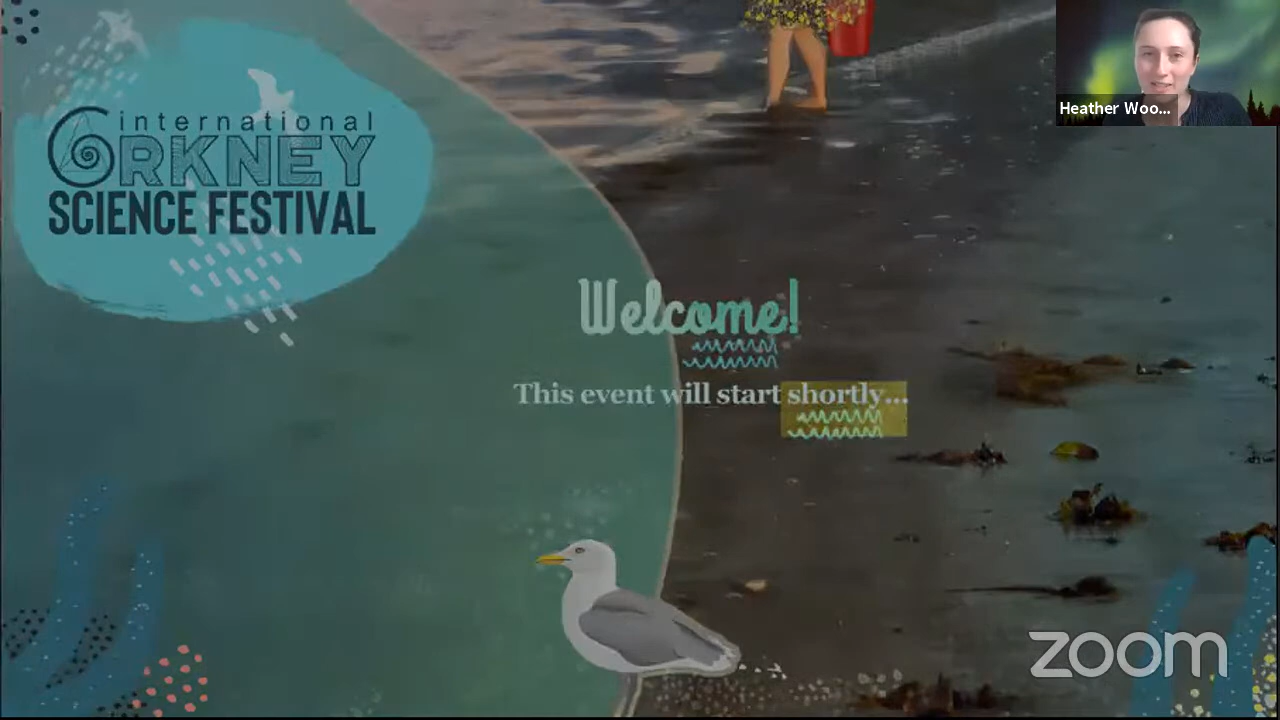 international
ORKNEY
SCIENCE FESTIVAL
Heather Woo...
Welcome!
This event will start shortly...
zoom